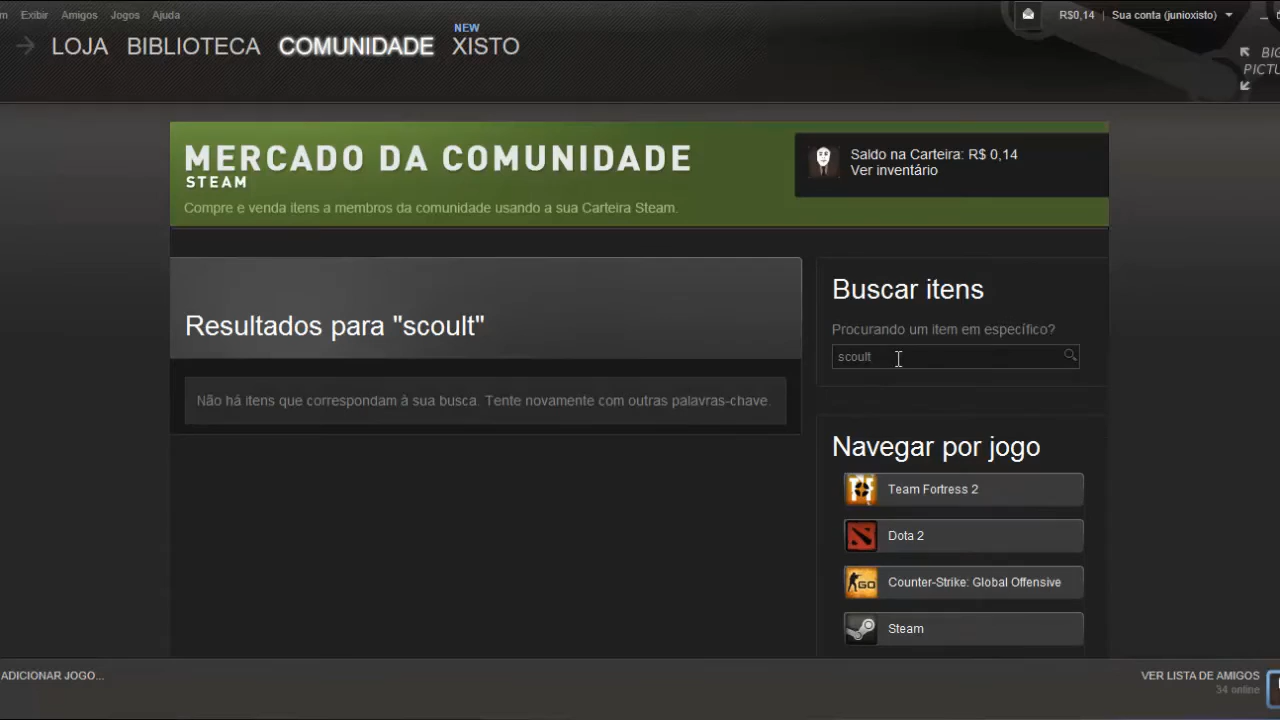 Exibir Amigos Jogos Ajuda
R$0,14 | Sua conta (junioxisto)
NEW
LOJA BIBLIOTECA COMUNIDADE XISTO
MERCADO DA COMUNIDADE
STEAM
Compre e venda itens a membros da comunidade usando a sua Carteira Steam.
Saldo na Carteira: R$ 0,14
Ver inventário
Resultados para "scoult"
Não há itens que correspondam à sua busca. Tente novamente com outras palavras-chave.
Buscar itens
Procurando um item em específico?
scoult
Navegar por jogo
Team Fortress 2
Dota 2
GO
Counter-Strike: Global Offensive
Steam
ADICIONAR JOGO...
VER LISTA DE AMIGOS
34 online